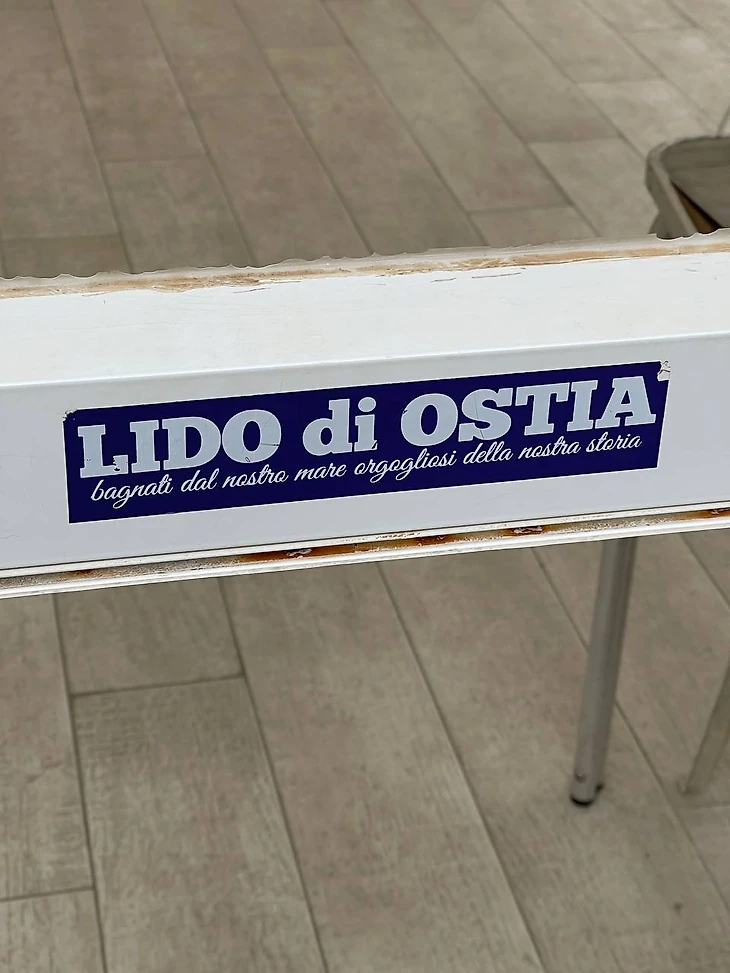 LIDO di OSTIA
bagnati dal nostro mare orgogliosi della nostra storia